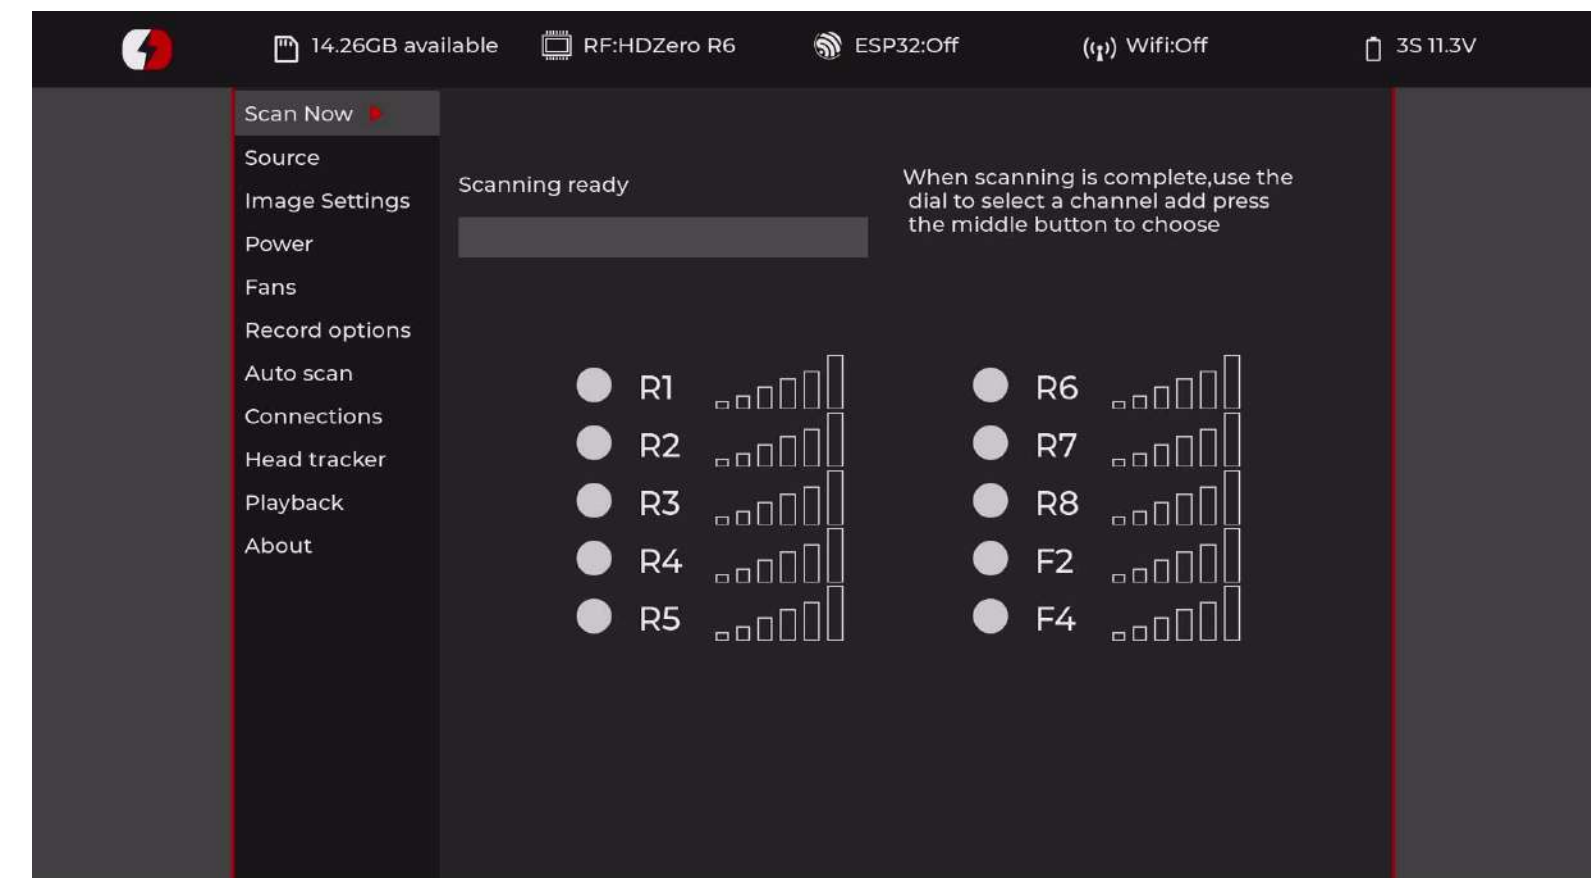 14.26GB available RF:HDZero R6 ESP32:Off Wifi:Off 3S 11.3V
Scan Now
Source
Image Settings
Power
Fans
Record options
Auto scan
Connections
Head tracker
Playback
About
Scanning ready
When scanning is complete,use the
dial to select a channel add press
the middle button to choose
R1
R2
R3
R4
R5
R6
R7
R8
F2
F4